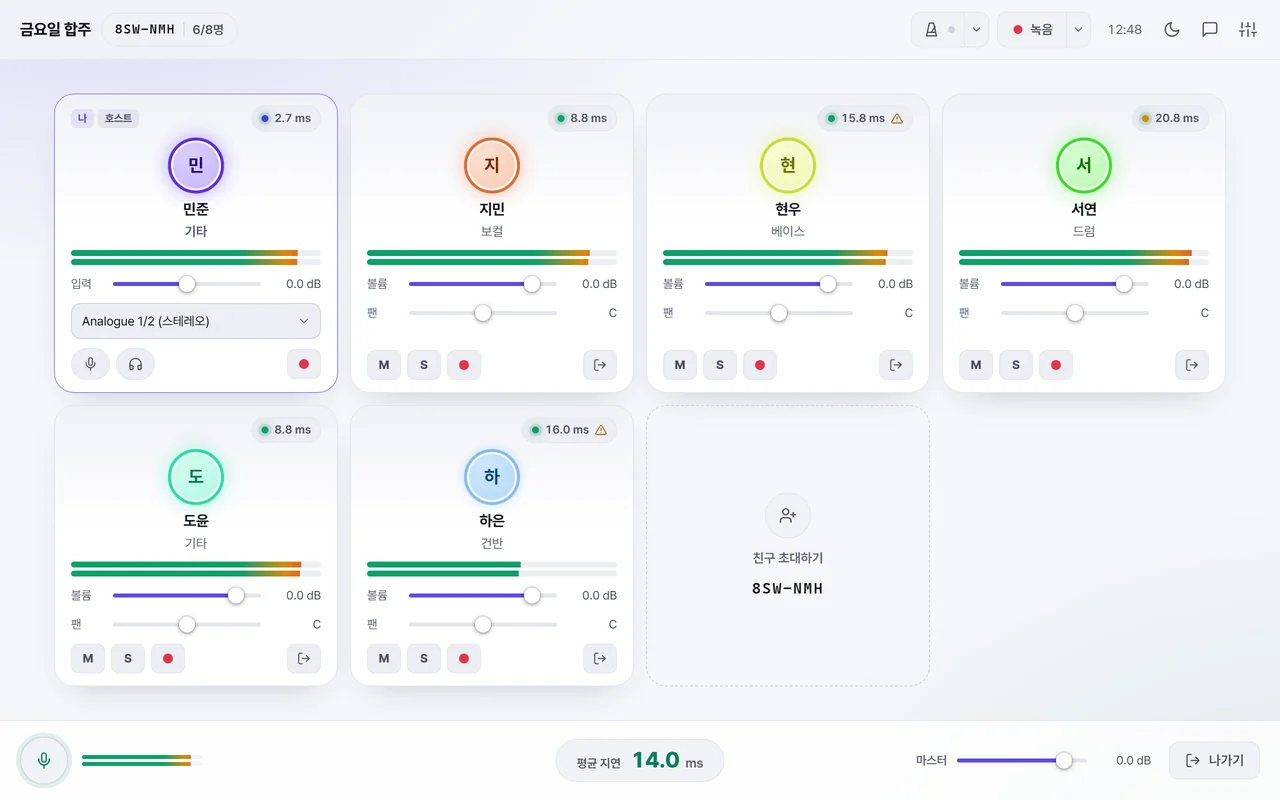 금요일 합주
8SW-NMH
6/8명
녹음
12:48
나
호스트
2.7 ms
민
민준
기타
입력
0.0 dB
Analogue 1/2 (스테레오)
8.8 ms
지
지민
보컬
볼륨
0.0 dB
팬
C
M
S
15.8 ms
현
현우
베이스
볼륨
0.0 dB
팬
C
M
S
20.8 ms
서
서연
드럼
볼륨
0.0 dB
팬
C
M
S
8.8 ms
도
도윤
기타
볼륨
0.0 dB
팬
C
M
S
16.0 ms
하
하은
건반
볼륨
0.0 dB
팬
C
M
S
친구 초대하기
8SW-NMH
평균 지연 14.0 ms
마스터
0.0 dB
나가기